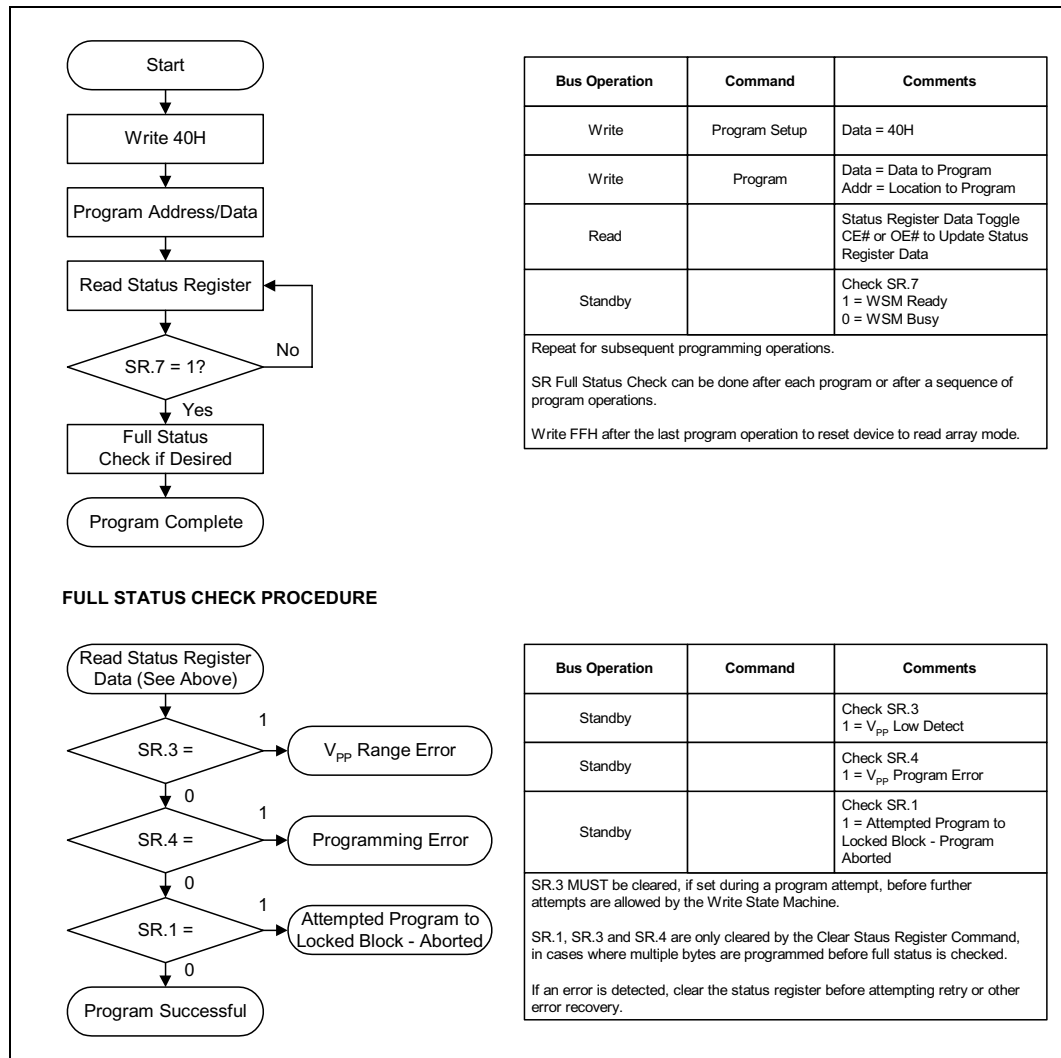 Start
Write 40H
Program Address/Data
Read Status Register
SR.7 = 1?
No
Yes
Full Status
Check if Desired
Program Complete
Bus Operation Command Comments
Write Program Setup Data = 40H
Write Program Data = Data to Program
Addr = Location to Program
Read Status Register Data Toggle
CE# or OE# to Update Status
Register Data
Standby Check SR.7
1 = WSM Ready
0 = WSM Busy
Repeat for subsequent programming operations.
SR Full Status Check can be done after each program or after a sequence of
program operations.
Write FFH after the last program operation to reset device to read array mode.
FULL STATUS CHECK PROCEDURE
Read Status Register
Data (See Above)
SR.3 =
1
V_PP Range Error
0
SR.4 =
1
Programming Error
0
SR.1 =
1
Attempted Program to
Locked Block - Aborted
0
Program Successful
Bus Operation Command Comments
Standby Check SR.3
1 = V_PP Low Detect
Standby Check SR.4
1 = V_PP Program Error
Standby Check SR.1
1 = Attempted Program to
Locked Block - Program
Aborted
SR.3 MUST be cleared, if set during a program attempt, before further
attempts are allowed by the Write State Machine.
SR.1, SR.3 and SR.4 are only cleared by the Clear Staus Register Command,
in cases where multiple bytes are programmed before full status is checked.
If an error is detected, clear the status register before attempting retry or other
error recovery.